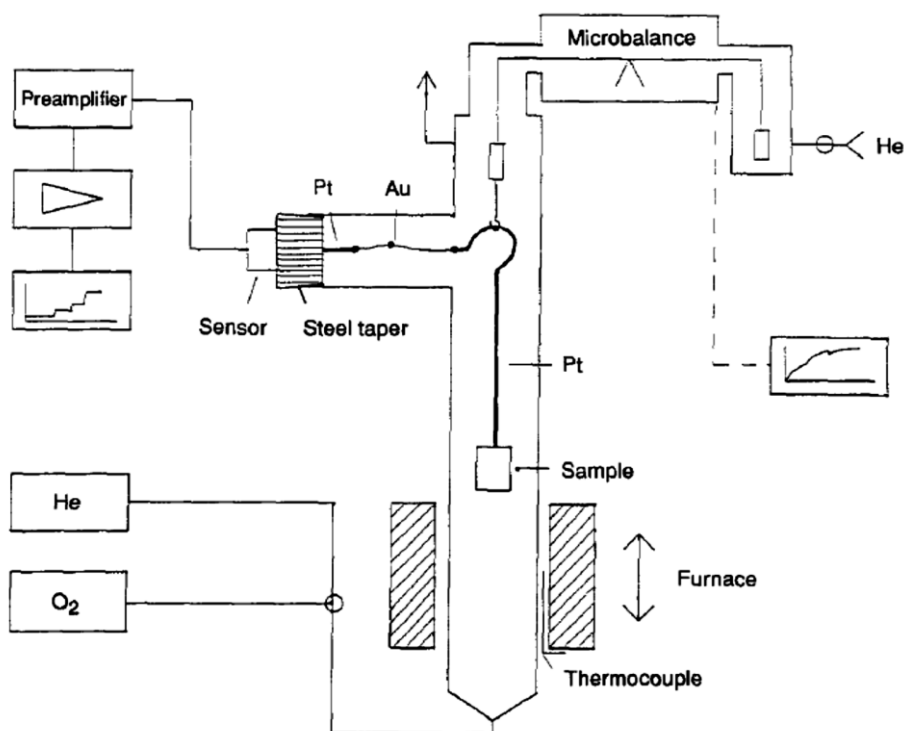 Microbalance
Preamplifier
He
Pt
Au
Sensor
Steel taper
Pt
Sample
He
O₂
Furnace
Thermocouple